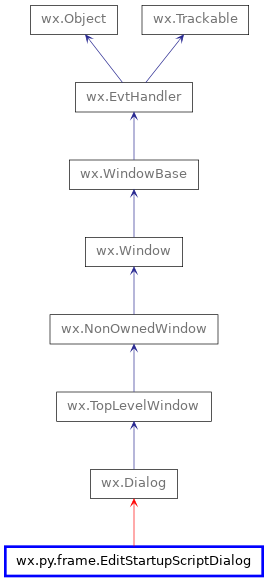 wx.Object
wx.Trackable
wx.EvtHandler
wx.WindowBase
wx.Window
wx.NonOwnedWindow
wx.TopLevelWindow
wx.Dialog
wx.py.frame.EditStartupScriptDialog